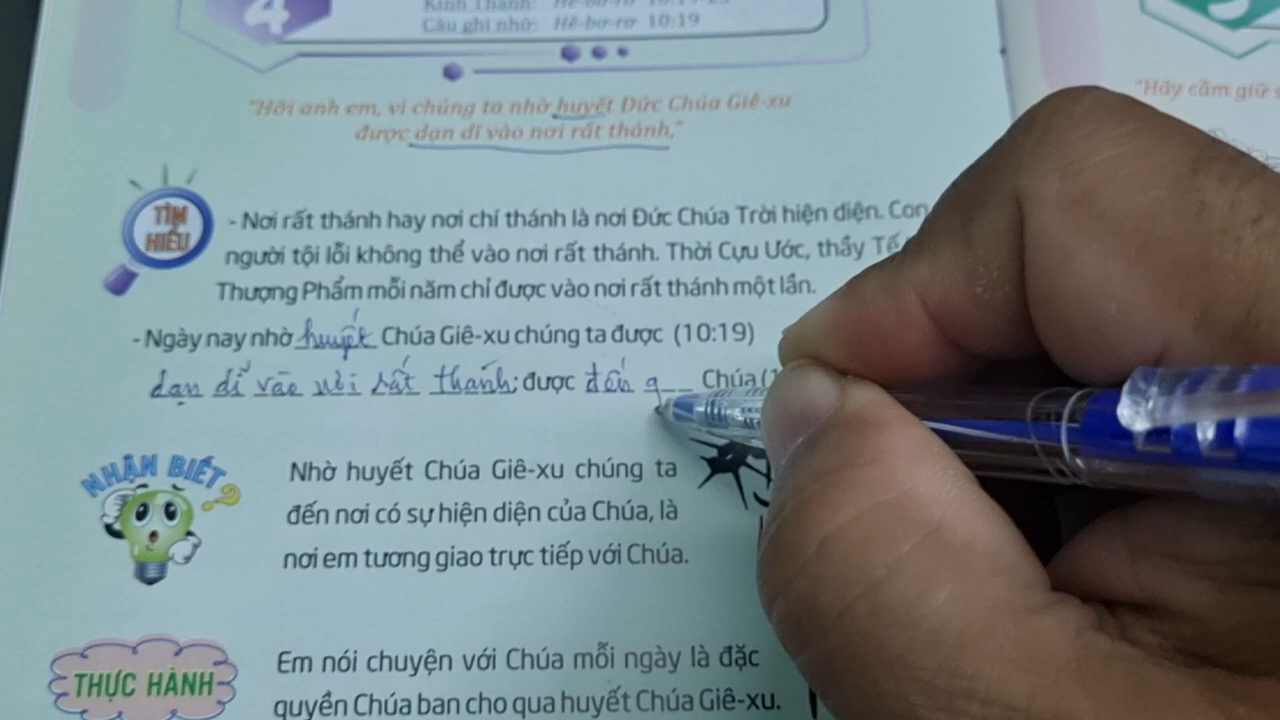 4
Kinh Thánh: Hê-bơ-rơ
Câu ghi nhớ: Hê-bơ-rơ 10:19
"Hỡi anh em, vì chúng ta nhờ huyết Đức Chúa Giê-xu
được dạn dĩ vào nơi rất thánh,"
"Hãy cầm giữ
TÌM
HIỂU
- Nơi rất thánh hay nơi chí thánh là nơi Đức Chúa Trời hiện diện. Con
người tội lỗi không thể vào nơi rất thánh. Thời Cựu Ước, thầy
Thượng Phẩm mỗi năm chỉ được vào nơi rất thánh một lần.
- Ngày nay nhờ huyết Chúa Giê-xu chúng ta được (10:19)
dạn dĩ vào nơi rất thánh; được đến g__ Chúa
NHẬN BIẾT?
Nhờ huyết Chúa Giê-xu chúng ta
đến nơi có sự hiện diện của Chúa, là
nơi em tương giao trực tiếp với Chúa.
THỰC HÀNH
Em nói chuyện với Chúa mỗi ngày là đặc
quyền Chúa ban cho qua huyết Chúa Giê-xu.